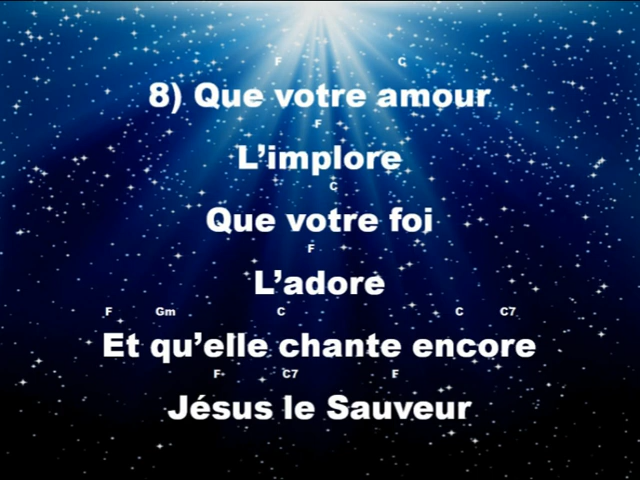 F C
8) Que votre amour
F
L’implore
C
Que votre foi
F
L’adore
F Gm C C C7
Et qu’elle chante encore
F C7 F
Jésus le Sauveur